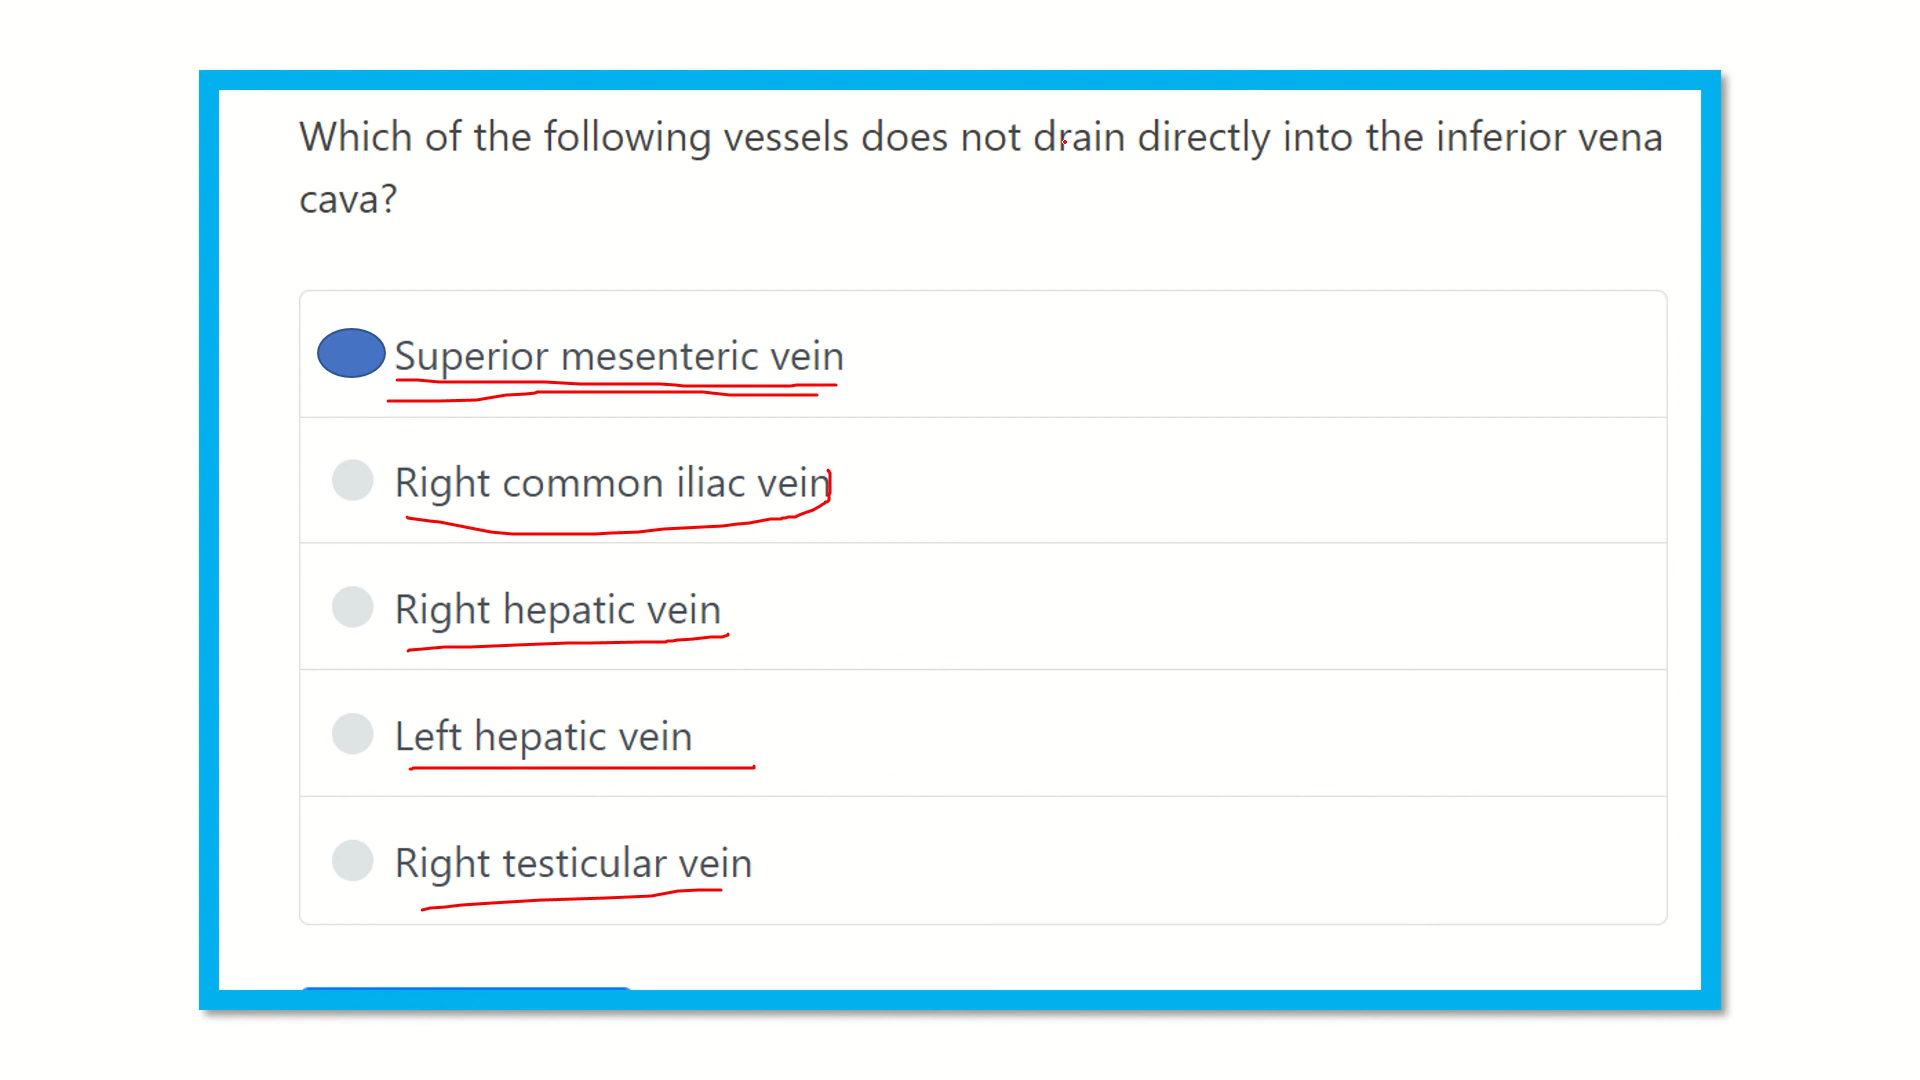 Which of the following vessels does not drain directly into the inferior vena
cava?
Superior mesenteric vein
Right common iliac vein
Right hepatic vein
Left hepatic vein
Right testicular vein